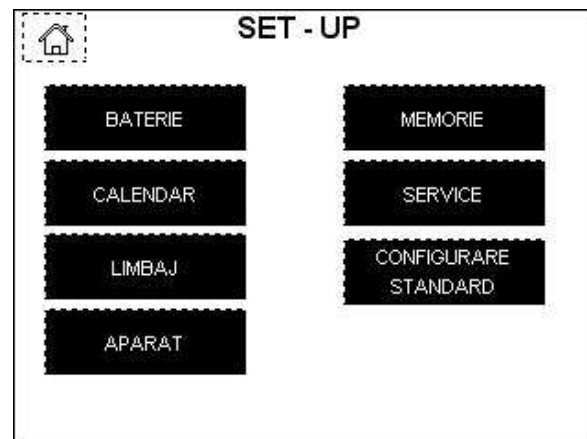 SET - UP
BATERIE
MEMORIE
CALENDAR
SERVICE
LIMBAJ
CONFIGURARE
STANDARD
APARAT